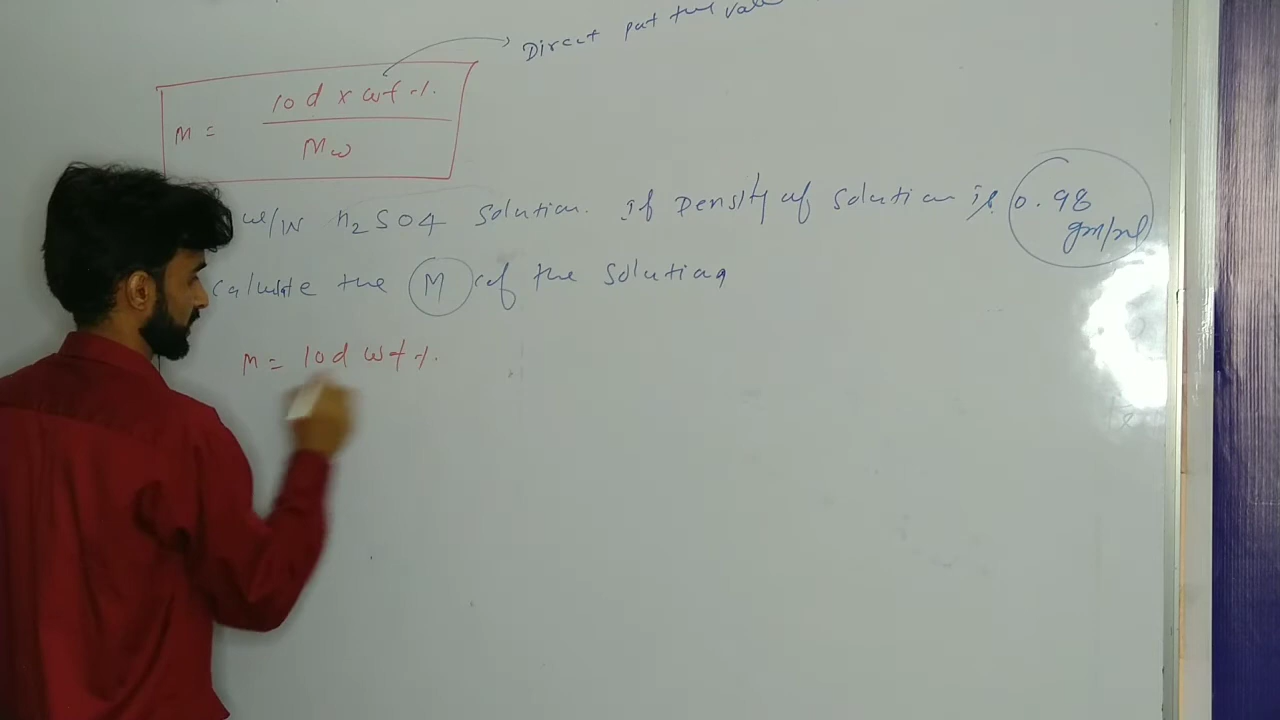 Direct put the
M = 10 d x wt %
Mw
w/W H2SO4 solution. If Density of solution is 0.98
gm/ml
calculate the M of the solution
M = 10 d wt %